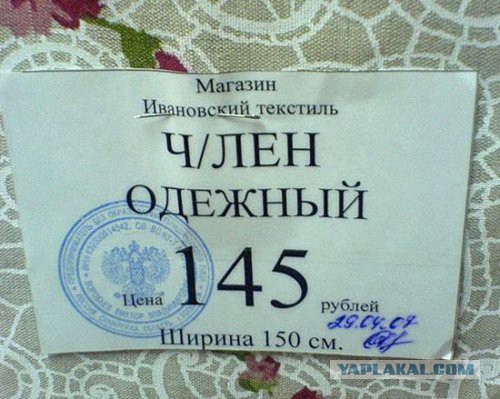 Магазин
Ивановский текстиль
Ч/ЛЕН
ОДЕЖНЫЙ
Цена 145 рублей
29.04.07
Ширина 150 см.
YAPLAKAL.COM